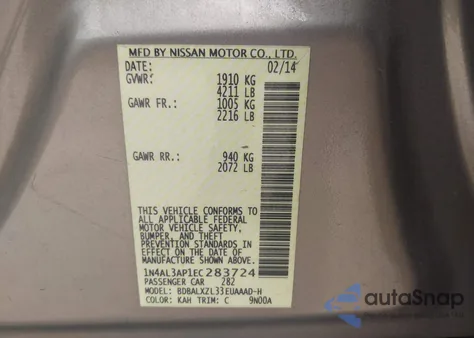 MFD BY NISSAN MOTOR CO., LTD.
DATE: 02/14
GVWR: 1910 KG
4211 LB
GAWR FR.: 1005 KG
2216 LB
GAWR RR.: 940 KG
2072 LB
THIS VEHICLE CONFORMS TO
ALL APPLICABLE FEDERAL
MOTOR VEHICLE SAFETY,
BUMPER, AND THEFT
PREVENTION STANDARDS IN
EFFECT ON THE DATE OF
MANUFACTURE SHOWN ABOVE.
1N4AL3AP1EC283724
PASSENGER CAR 282
MODEL: BDBALXZL33EUAAAD-H
COLOR: KAH TRIM: C 9N00A
autoSnap